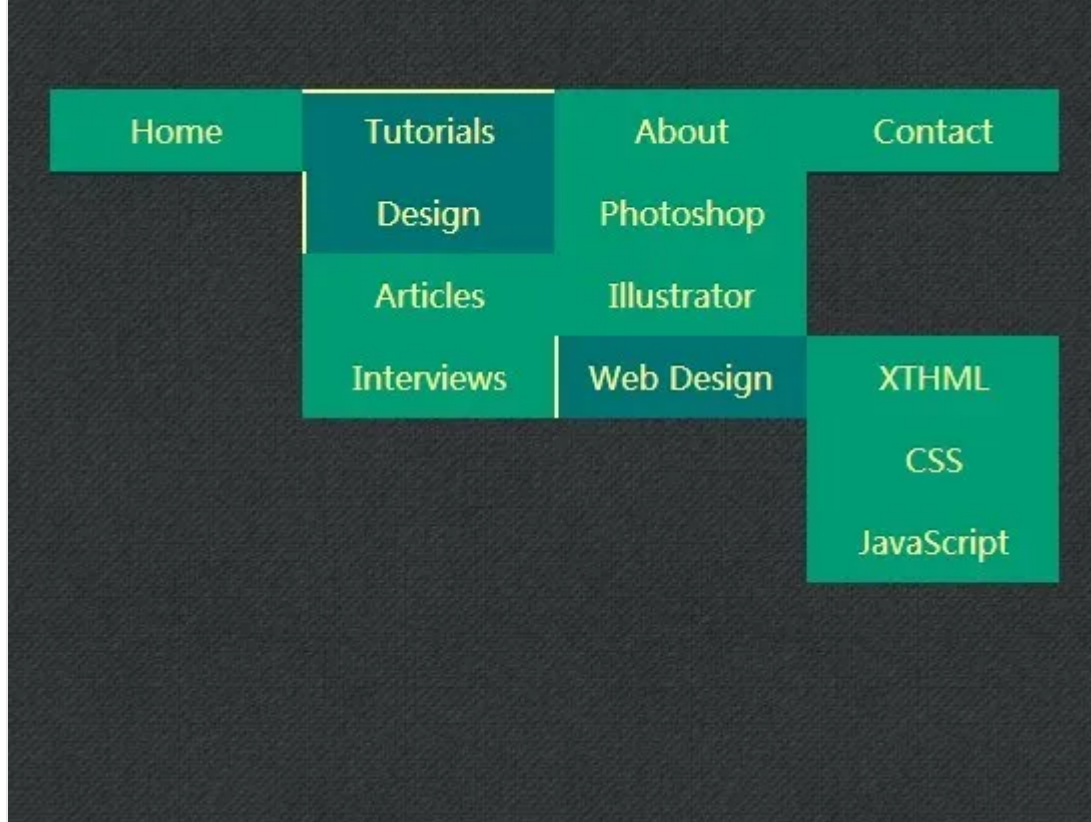 Home Tutorials About Contact
Design Photoshop
Articles Illustrator
Interviews Web Design XTHML
CSS
JavaScript